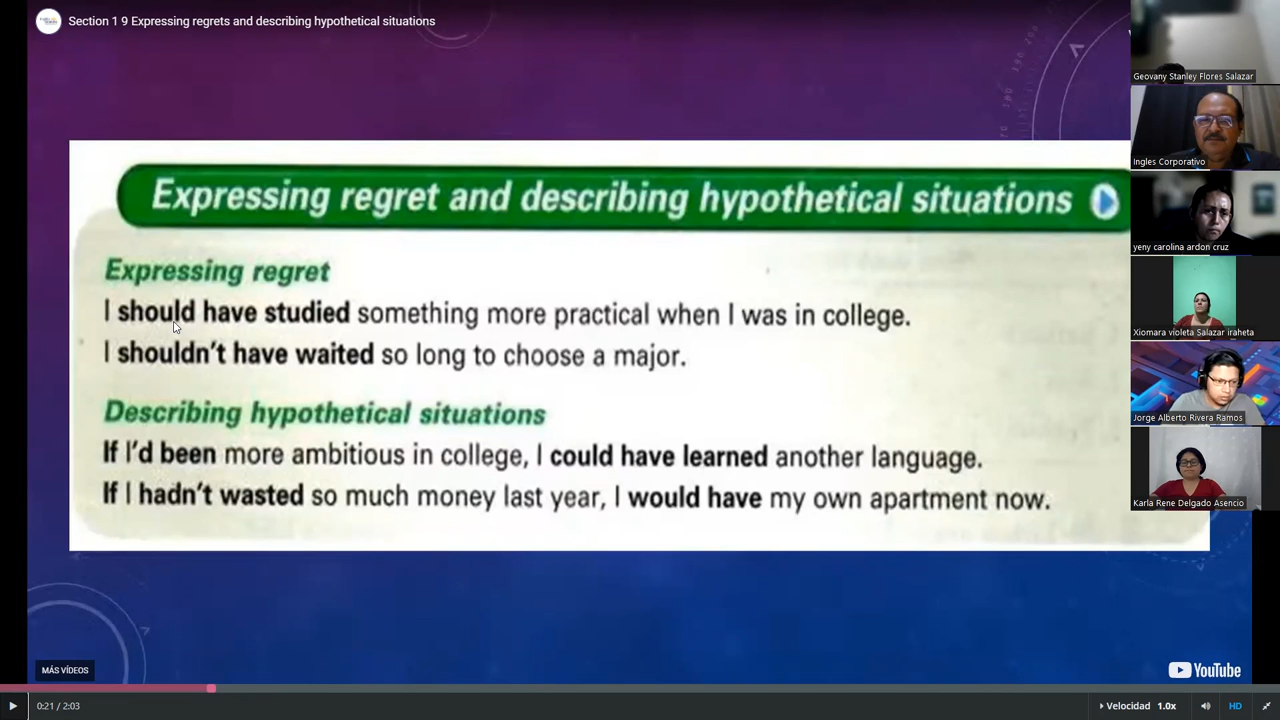 Section 1 9 Expressing regrets and describing hypothetical situations
Expressing regret and describing hypothetical situations
Expressing regret
I should have studied something more practical when I was in college.
I shouldn't have waited so long to choose a major.
Describing hypothetical situations
If I'd been more ambitious in college, I could have learned another language.
If I hadn't wasted so much money last year, I would have my own apartment now.
Geovany Stanley Flores Salazar
Ingles Corporativo
yeny carolina ardon cruz
Xiomara violeta Salazar iraheta
Jorge Alberto Rivera Ramos
Karla Rene Delgado Asencio
MÁS VÍDEOS
YouTube
0:21 / 2:03
Velocidad 1.0x
HD